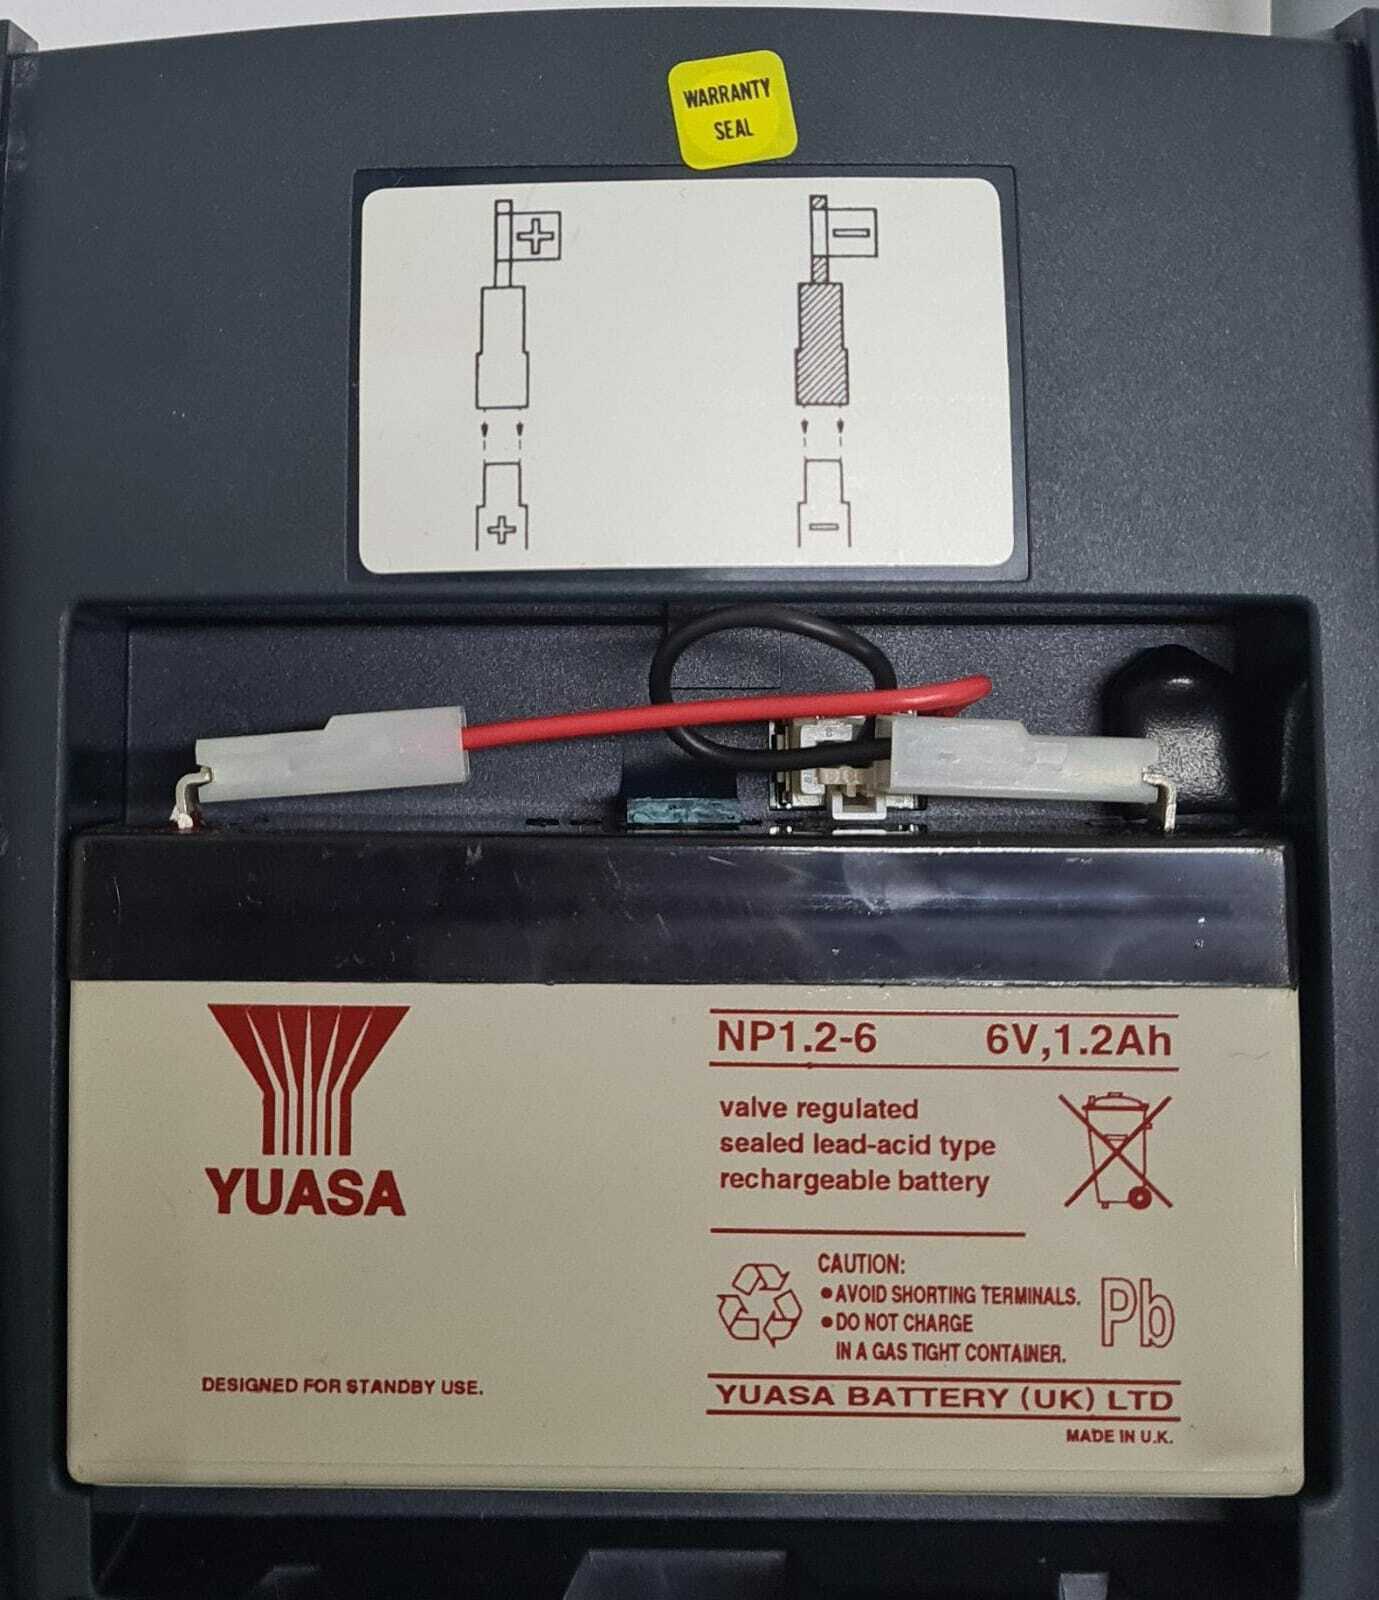 WARRANTY
SEAL
+
-
+
-
NP1.2-6 6V,1.2Ah
valve regulated
sealed lead-acid type
rechargeable battery
YUASA
CAUTION:
•AVOID SHORTING TERMINALS.
•DO NOT CHARGE
IN A GAS TIGHT CONTAINER.
Pb
DESIGNED FOR STANDBY USE.
YUASA BATTERY (UK) LTD
MADE IN U.K.